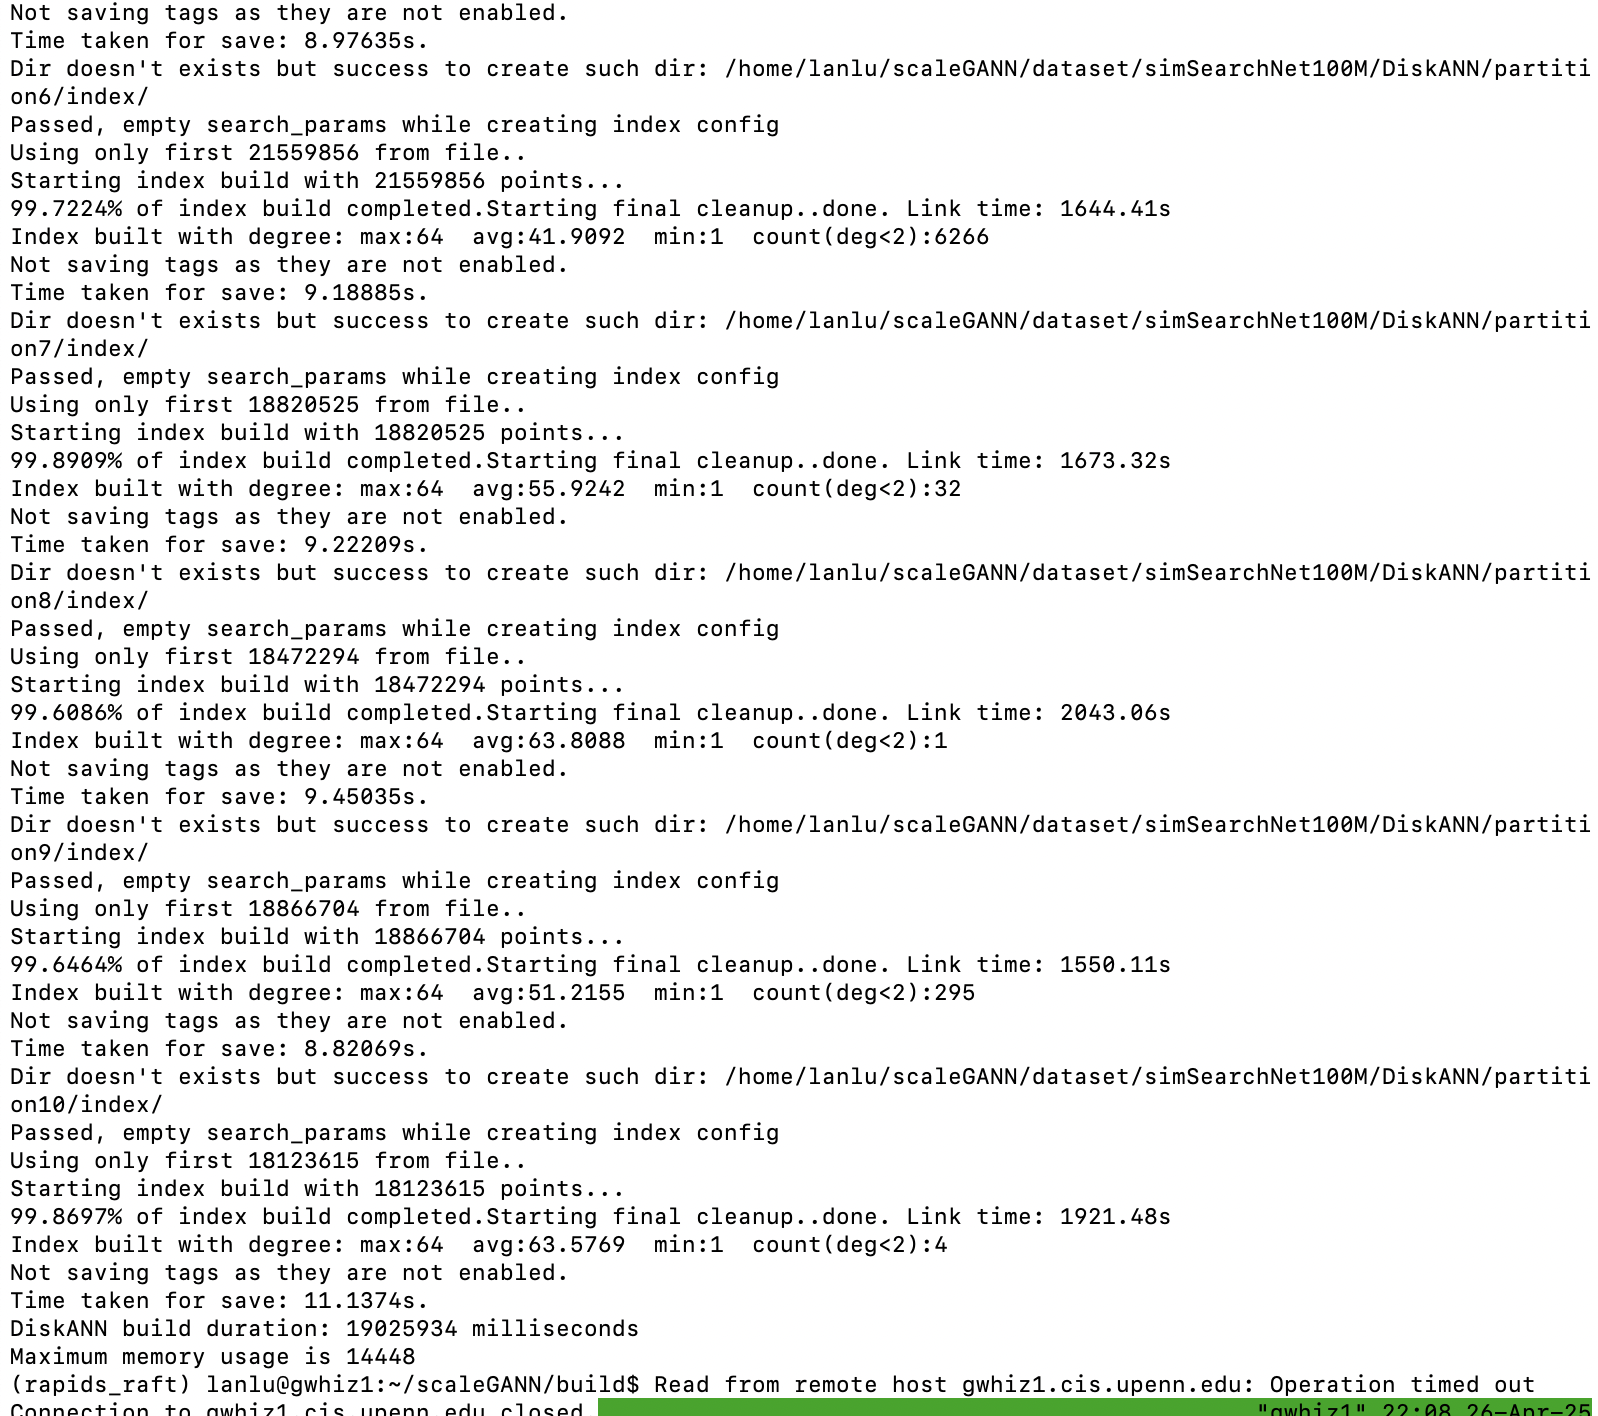 Not saving tags as they are not enabled.
Time taken for save: 8.97635s.
Dir doesn't exists but success to create such dir: /home/lanlu/scaleGANN/dataset/simSearchNet100M/DiskANN/partiti
on6/index/
Passed, empty search_params while creating index config
Using only first 21559856 from file..
Starting index build with 21559856 points...
99.7224% of index build completed.Starting final cleanup..done. Link time: 1644.41s
Index built with degree: max:64  avg:41.9092  min:1  count(deg<2):6266
Not saving tags as they are not enabled.
Time taken for save: 9.18885s.
Dir doesn't exists but success to create such dir: /home/lanlu/scaleGANN/dataset/simSearchNet100M/DiskANN/partiti
on7/index/
Passed, empty search_params while creating index config
Using only first 18820525 from file..
Starting index build with 18820525 points...
99.8909% of index build completed.Starting final cleanup..done. Link time: 1673.32s
Index built with degree: max:64  avg:55.9242  min:1  count(deg<2):32
Not saving tags as they are not enabled.
Time taken for save: 9.22209s.
Dir doesn't exists but success to create such dir: /home/lanlu/scaleGANN/dataset/simSearchNet100M/DiskANN/partiti
on8/index/
Passed, empty search_params while creating index config
Using only first 18472294 from file..
Starting index build with 18472294 points...
99.6086% of index build completed.Starting final cleanup..done. Link time: 2043.06s
Index built with degree: max:64  avg:63.8088  min:1  count(deg<2):1
Not saving tags as they are not enabled.
Time taken for save: 9.45035s.
Dir doesn't exists but success to create such dir: /home/lanlu/scaleGANN/dataset/simSearchNet100M/DiskANN/partiti
on9/index/
Passed, empty search_params while creating index config
Using only first 18866704 from file..
Starting index build with 18866704 points...
99.6464% of index build completed.Starting final cleanup..done. Link time: 1550.11s
Index built with degree: max:64  avg:51.2155  min:1  count(deg<2):295
Not saving tags as they are not enabled.
Time taken for save: 8.82069s.
Dir doesn't exists but success to create such dir: /home/lanlu/scaleGANN/dataset/simSearchNet100M/DiskANN/partiti
on10/index/
Passed, empty search_params while creating index config
Using only first 18123615 from file..
Starting index build with 18123615 points...
99.8697% of index build completed.Starting final cleanup..done. Link time: 1921.48s
Index built with degree: max:64  avg:63.5769  min:1  count(deg<2):4
Not saving tags as they are not enabled.
Time taken for save: 11.1374s.
DiskANN build duration: 19025934 milliseconds
Maximum memory usage is 14448
(rapids_raft) lanlu@gwhiz1:~/scaleGANN/build$ Read from remote host gwhiz1.cis.upenn.edu: Operation timed out
Connection to gwhiz1.cis.upenn.edu closed. "gwhiz1" 22:08 26-Apr-25